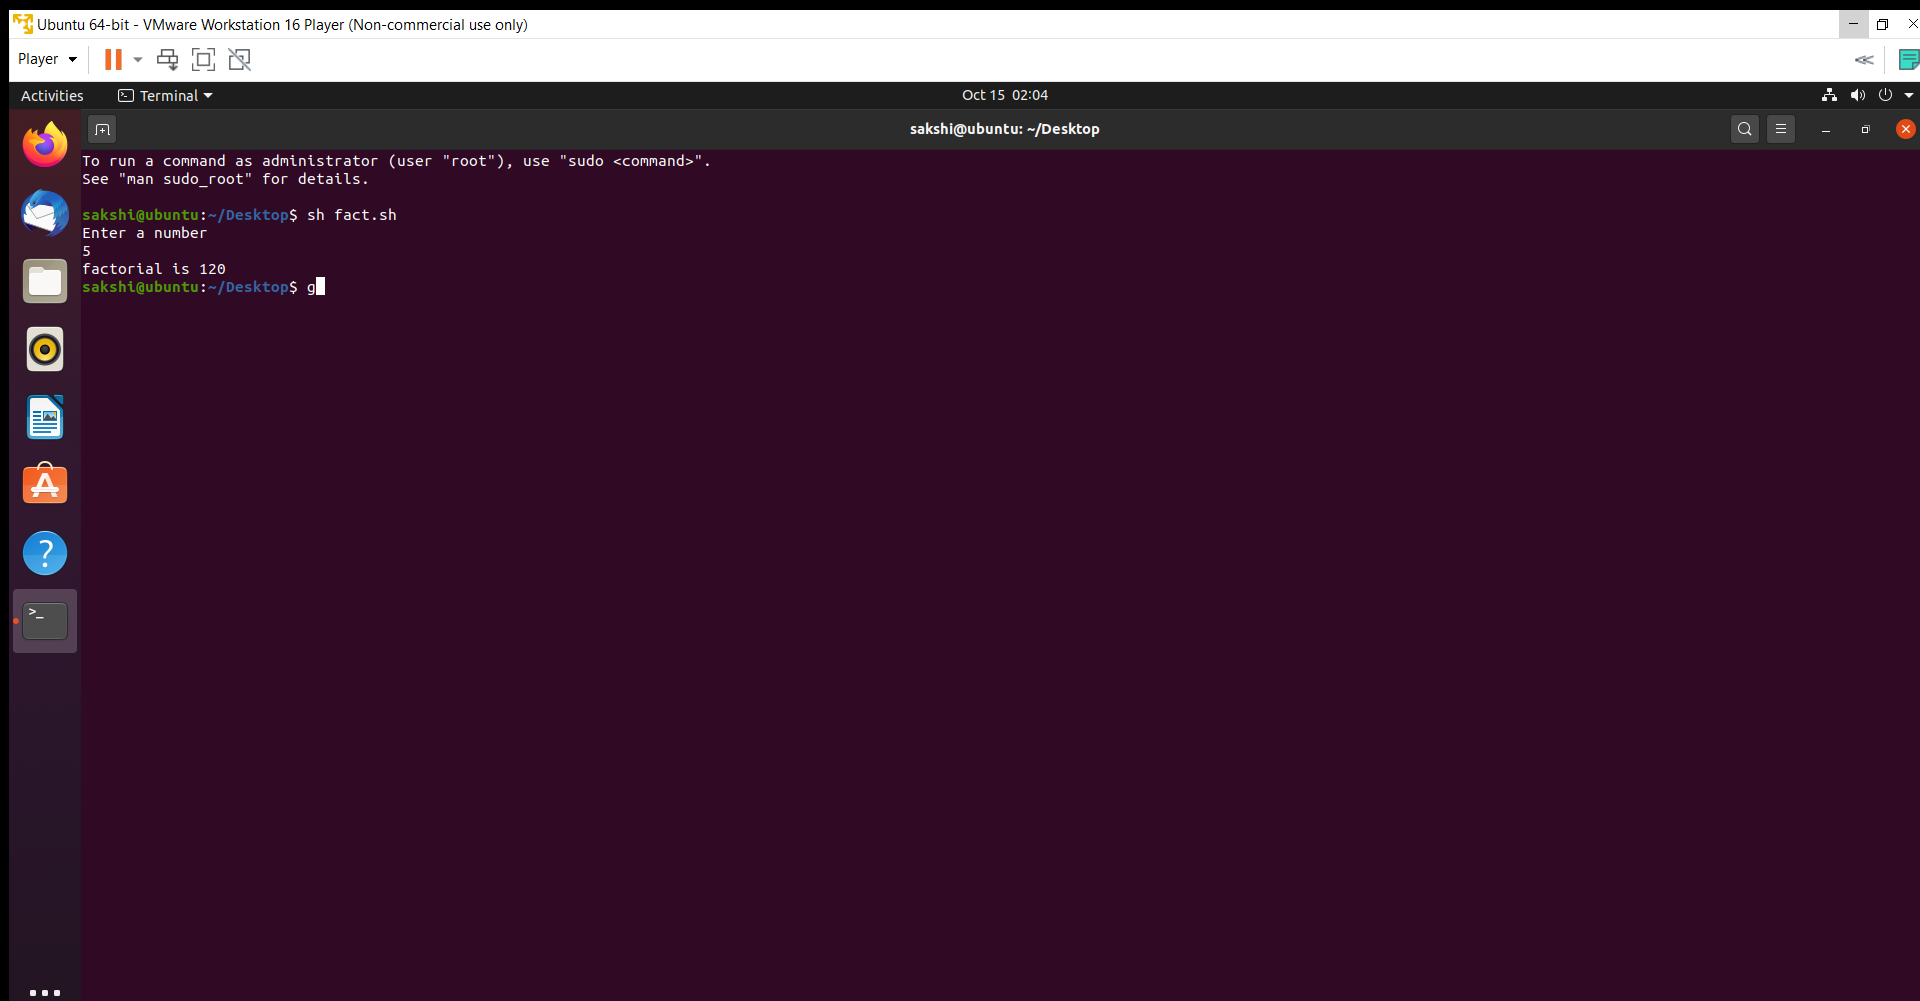 Ubuntu 64-bit - VMware Workstation 16 Player (Non-commercial use only)
Player
Activities
Terminal
Oct 15 02:04
sakshi@ubuntu: ~/Desktop
To run a command as administrator (user "root"), use "sudo <command>".
See "man sudo_root" for details.
sakshi@ubuntu:~/Desktop$ sh fact.sh
Enter a number
5
factorial is 120
sakshi@ubuntu:~/Desktop$ g